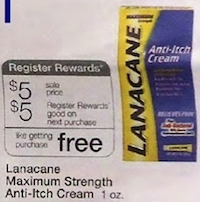 Register Rewards
$5 sale price
$5 Register Rewards good on next purchase
like getting purchase free
MAXIMUM
LANACANE
Anti-Itch
Cream
Lanacane
Maximum Strength
Anti-Itch Cream 1 oz.